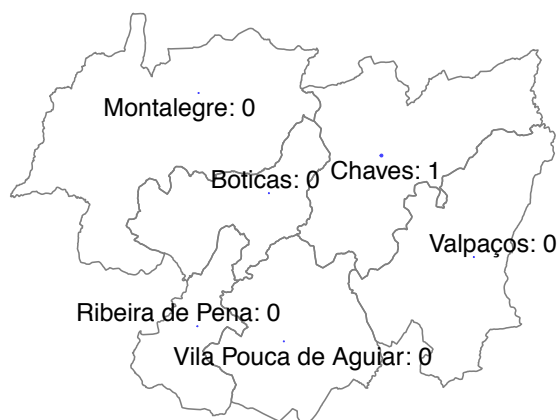 Montalegre: 0
Boticas: 0
Chaves: 1
Valpaços: 0
Ribeira de Pena: 0
Vila Pouca de Aguiar: 0